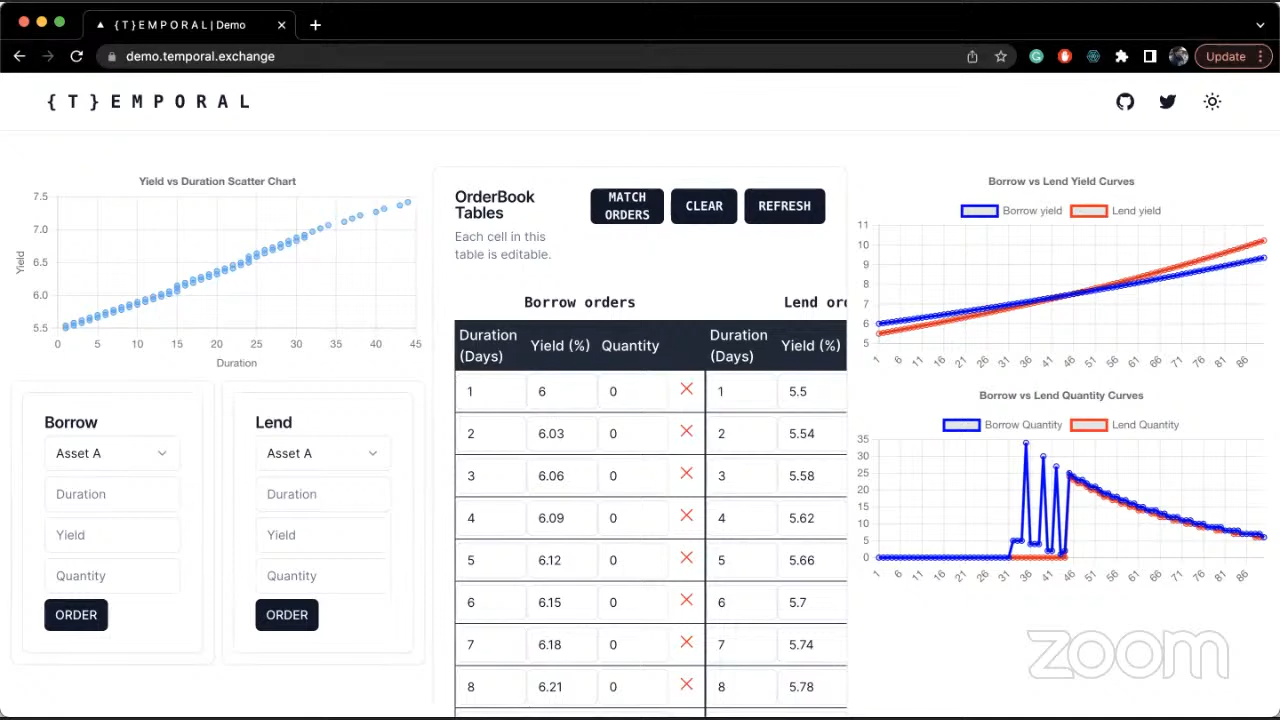 {T}EMPORAL | Demo
demo.temporal.exchange
Update
{ T } E M P O R A L
Yield vs Duration Scatter Chart
7.5
7.0
6.5
6.0
5.5
Yield
0 5 10 15 20 25 30 35 40 45
Duration
Borrow
Asset A
Duration
Yield
Quantity
ORDER
Lend
Asset A
Duration
Yield
Quantity
ORDER
OrderBook
Tables
Each cell in this
table is editable.
MATCH
ORDERS
CLEAR
REFRESH
Borrow orders Lend ord
Duration (Days) Yield (%) Quantity Duration (Days) Yield (%)
1 6 0 1 5.5
2 6.03 0 2 5.54
3 6.06 0 3 5.58
4 6.09 0 4 5.62
5 6.12 0 5 5.66
6 6.15 0 6 5.7
7 6.18 0 7 5.74
8 6.21 0 8 5.78
Borrow vs Lend Yield Curves
Borrow yield Lend yield
11
10
9
8
7
6
5
1 6 11 16 21 26 31 36 41 46 51 56 61 66 71 76 81 86
Borrow vs Lend Quantity Curves
Borrow Quantity Lend Quantity
35
30
25
20
15
10
5
0
1 6 11 16 21 26 31 36 41 46 51 56 61 66 71 76 81 86
zoom